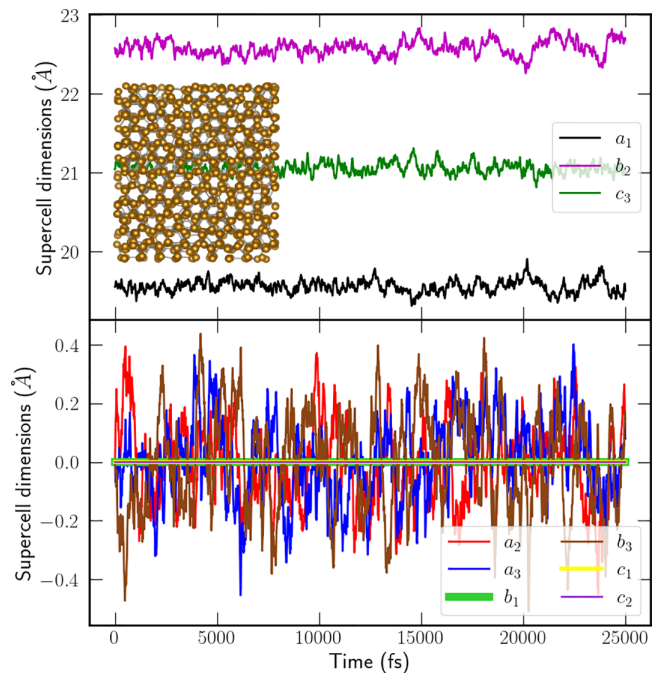 23
22
21
20
Supercell dimensions (Å)
a₁
b₂
c₃
0.4
0.2
0.0
−0.2
−0.4
Supercell dimensions (Å)
a₂
a₃
b₁
b₃
c₁
c₂
0
5000
10000
15000
20000
25000
Time (fs)